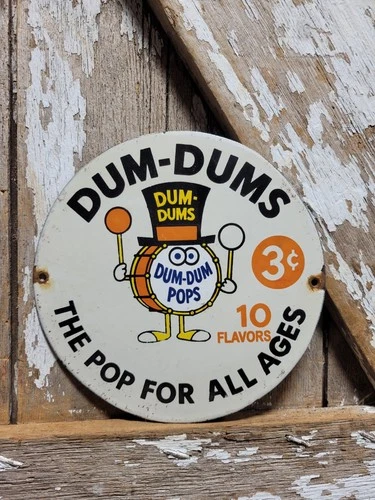 DUM-DUMS
DUM-
DUMS
DUM-DUM
POPS
3¢
10
FLAVORS
THE POP FOR ALL AGES